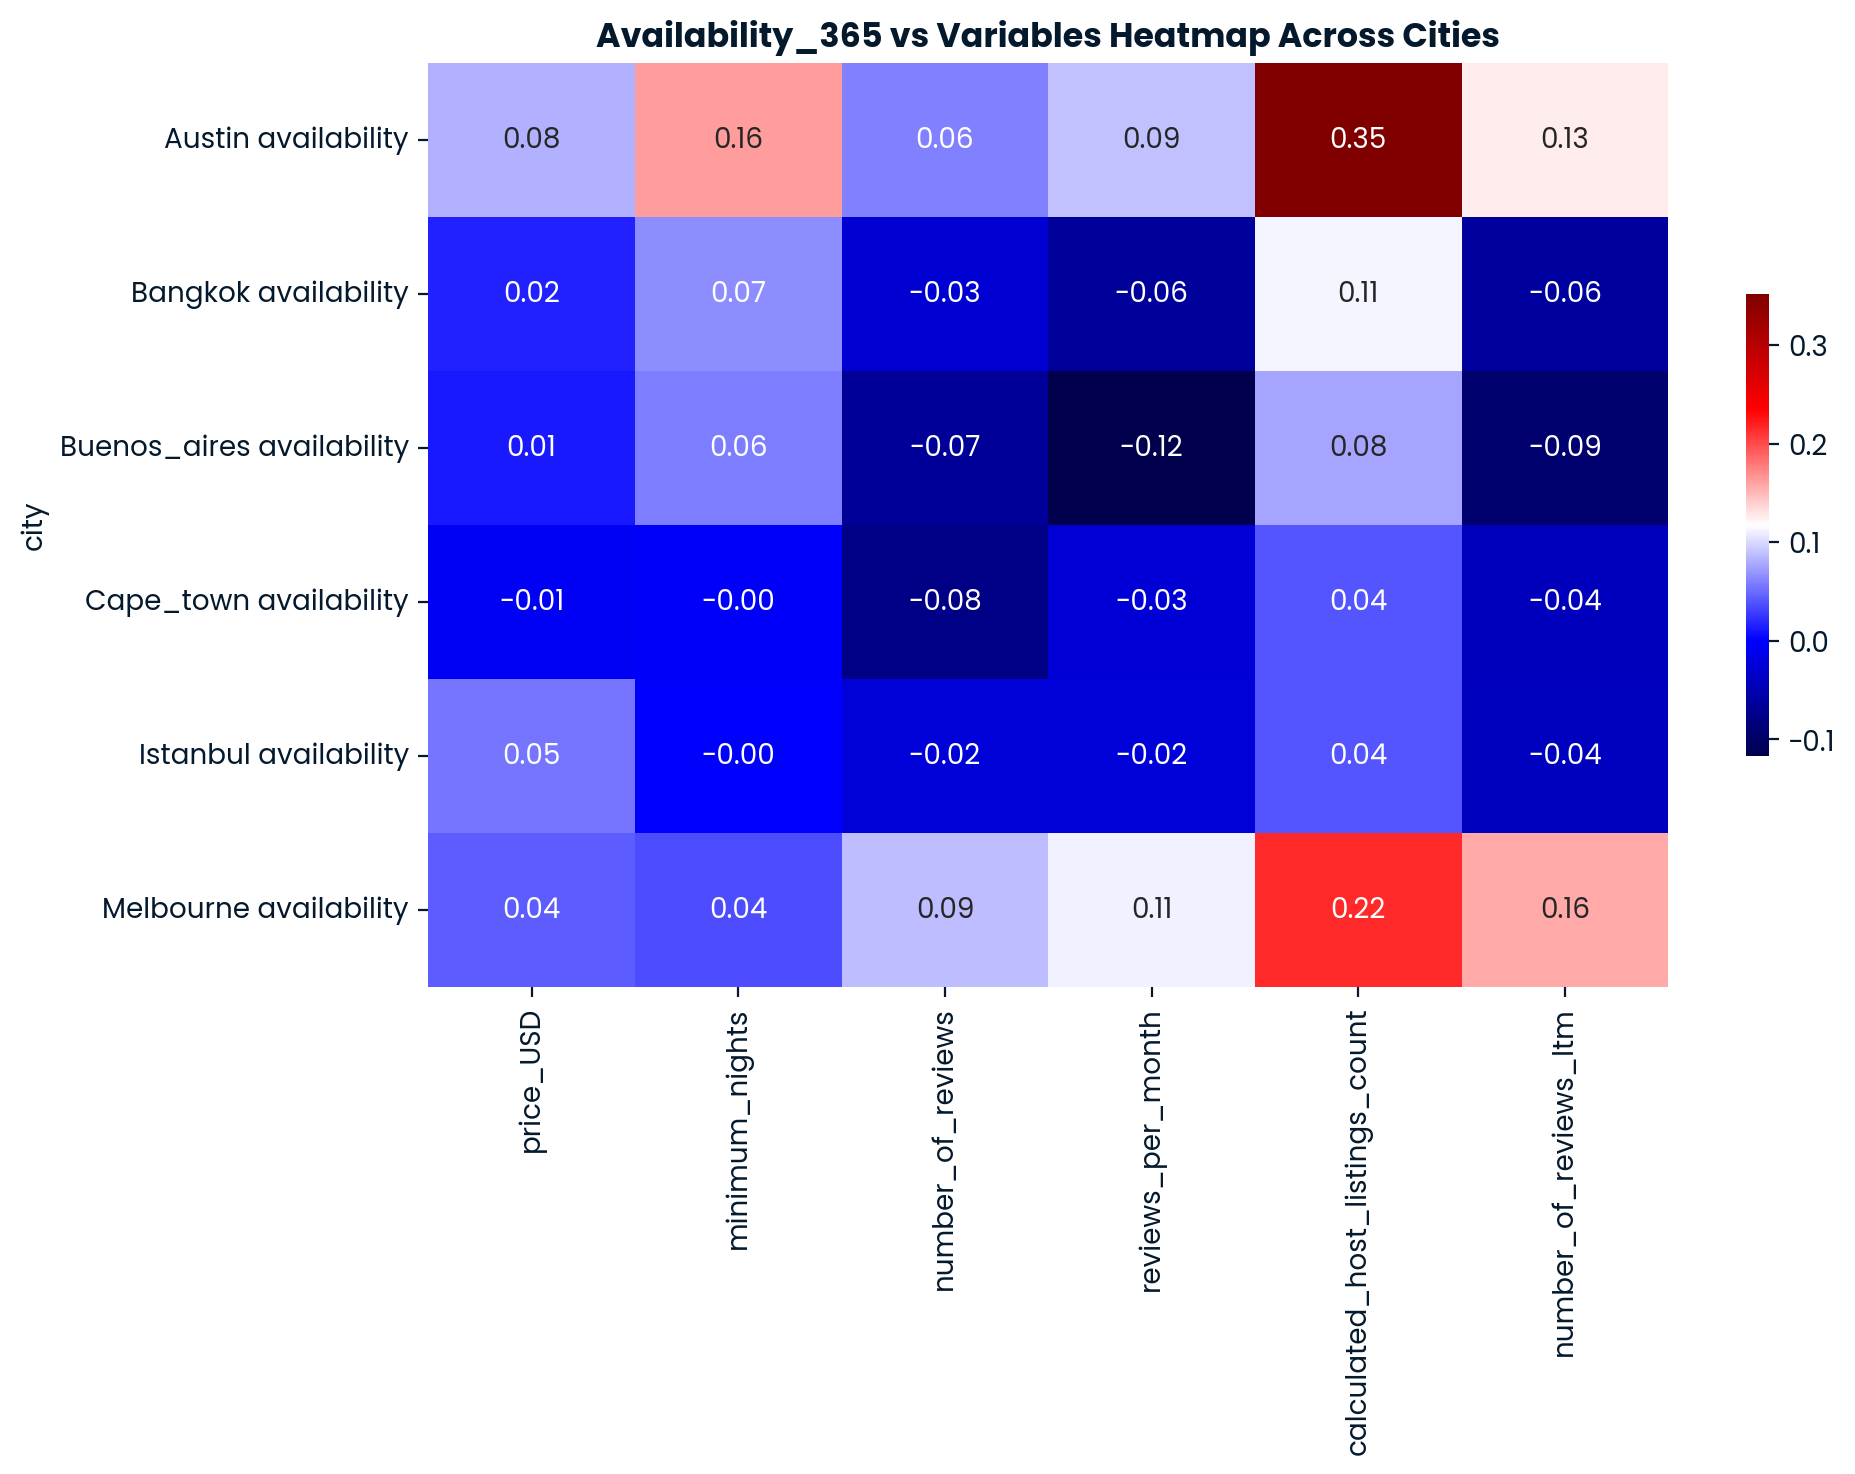 Availability_365 vs Variables Heatmap Across Cities
Austin availability 0.08 0.16 0.06 0.09 0.35 0.13
Bangkok availability 0.02 0.07 −0.03 −0.06 0.11 −0.06
Buenos_aires availability 0.01 0.06 −0.07 −0.12 0.08 −0.09
Cape_town availability −0.01 −0.00 −0.08 −0.03 0.04 −0.04
Istanbul availability 0.05 −0.00 −0.02 −0.02 0.04 −0.04
Melbourne availability 0.04 0.04 0.09 0.11 0.22 0.16
city
price_USD
minimum_nights
number_of_reviews
reviews_per_month
calculated_host_listings_count
number_of_reviews_ltm
0.3
0.2
0.1
0.0
−0.1